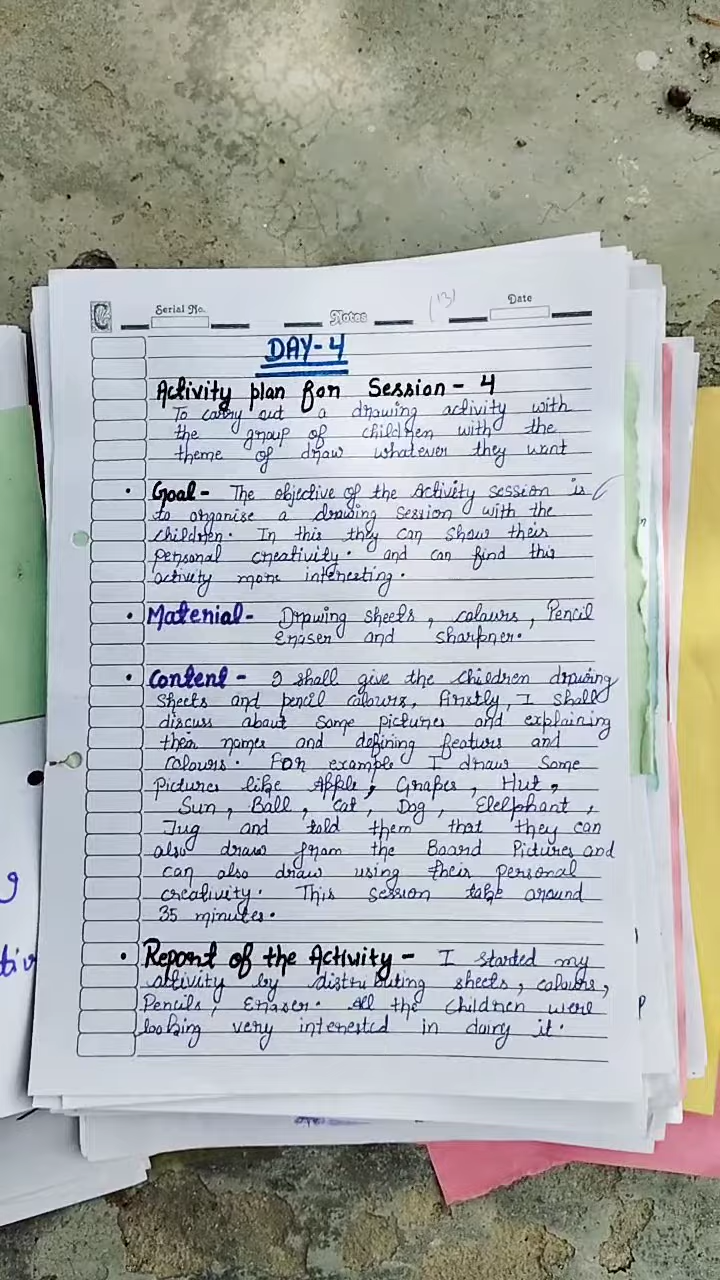 Serial No.
Notes
(13)
Date
DAY-4
Activity plan for Session - 4
To carry out a drawing activity with
the group of children with the
theme of draw whatever they want
• Goal - The objective of the Activity session is
to organise a drawing session with the
children. In this they can show their
personal creativity. and can find this
activity more interesting.
• Material - Drawing sheets, colours, Pencil
Eraser and sharpner.
• Content - I shall give the children drawing
sheets and pencil colours, firstly, I shall
discuss about some pictures and explaining
their names and defining feature and
colours. For example I draw some
pictures like Apple, Grapes, Hut,
Sun, Ball, Cat, Dog, Elelphant,
Jug and told them that they can
also draw from the Board Pictures and
can also draw using their personal
creativity. This session take around
35 minutes.
• Report of the Activity - I started my
activity by distributing sheets, colours,
Pencils, Eraser. All the children were
looking very interested in doing it.